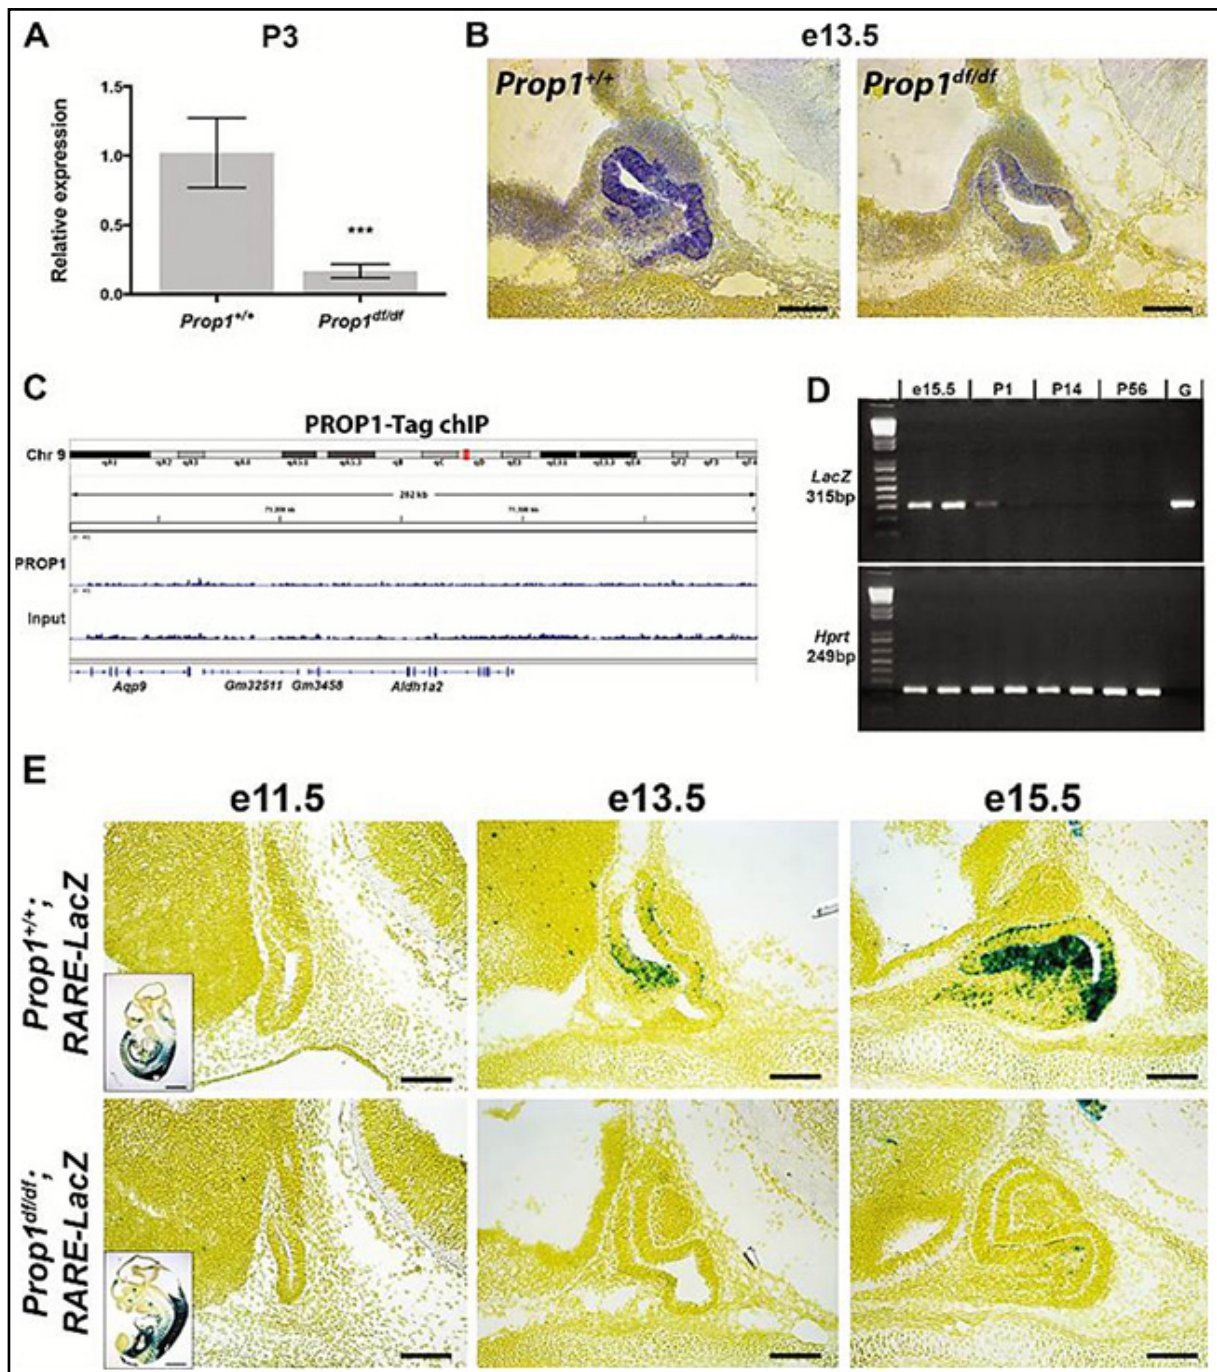 A P3
1.5
1.0
0.5
0.0
Relative expression
***
Prop1+/+
Prop1df/df
B e13.5
Prop1+/+
Prop1df/df
C
PROP1-Tag chIP
Chr 9
262 kb
PROP1
Input
Aqp9 Gm32511 Gm3458 Aldh1a2
D
e15.5 P1 P14 P56 G
LacZ
315bp
Hprt
249bp
E
e11.5 e13.5 e15.5
Prop1+/+;
RARE-LacZ
Prop1df/df;
RARE-LacZ